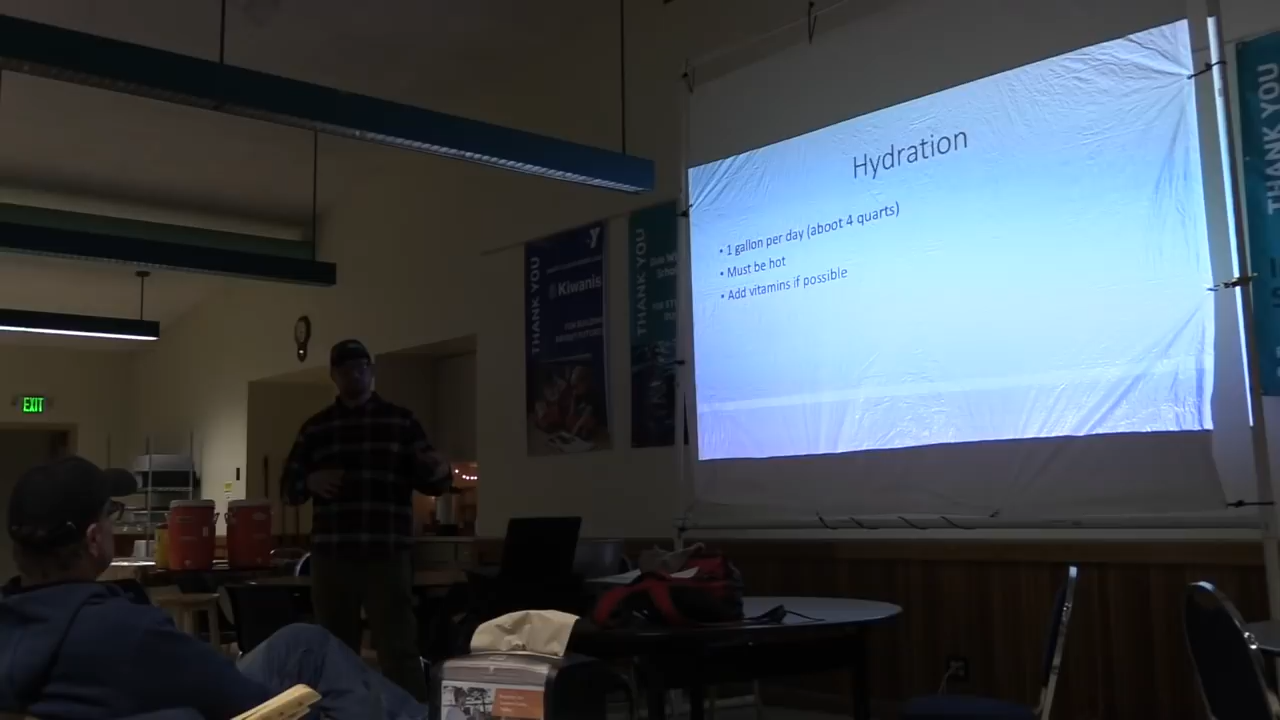 Hydration
• 1 gallon per day (aboot 4 quarts)
• Must be hot
• Add vitamins if possible
THANK YOU
Kiwanis
THANK YOU
THANK YOU
EXIT